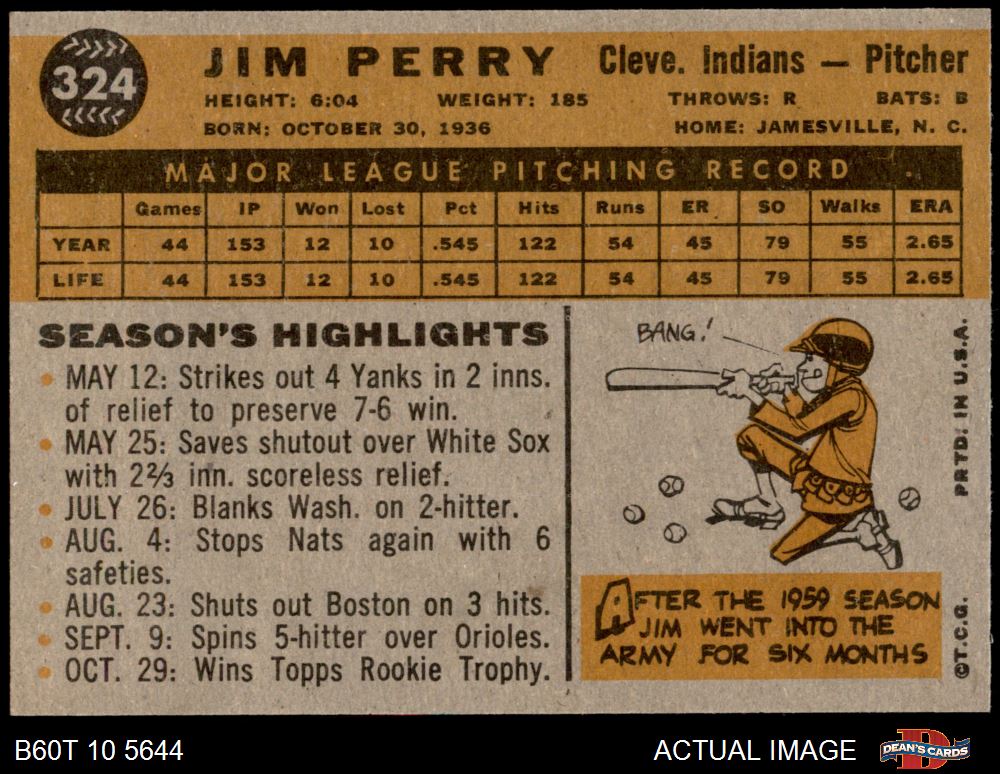 324
JIM PERRY Cleve. Indians — Pitcher
HEIGHT: 6:04 WEIGHT: 185 THROWS: R BATS: B
BORN: OCTOBER 30, 1936 HOME: JAMESVILLE, N. C.
MAJOR LEAGUE PITCHING RECORD
Games IP Won Lost Pct Hits Runs ER SO Walks ERA
YEAR 44 153 12 10 .545 122 54 45 79 55 2.65
LIFE 44 153 12 10 .545 122 54 45 79 55 2.65
SEASON'S HIGHLIGHTS
• MAY 12: Strikes out 4 Yanks in 2 inns.
of relief to preserve 7-6 win.
• MAY 25: Saves shutout over White Sox
with 2⅔ inn. scoreless relief.
• JULY 26: Blanks Wash. on 2-hitter.
• AUG. 4: Stops Nats again with 6
safeties.
• AUG. 23: Shuts out Boston on 3 hits.
• SEPT. 9: Spins 5-hitter over Orioles.
• OCT. 29: Wins Topps Rookie Trophy.
BANG!
AFTER THE 1959 SEASON
JIM WENT INTO THE
ARMY FOR SIX MONTHS
©T.C.G. PRTD. IN U.S.A.
B60T 10 5644 ACTUAL IMAGE DEAN'S CARDS